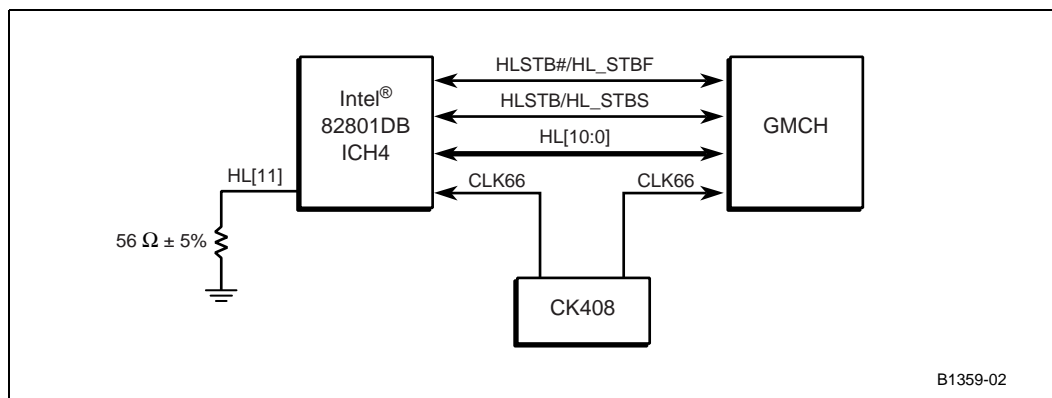 HLSTB#/HL_STBF
Intel®
82801DB
ICH4
HLSTB/HL_STBS
GMCH
HL[10:0]
HL[11]
CLK66
CLK66
56 Ω ± 5%
CK408
B1359-02